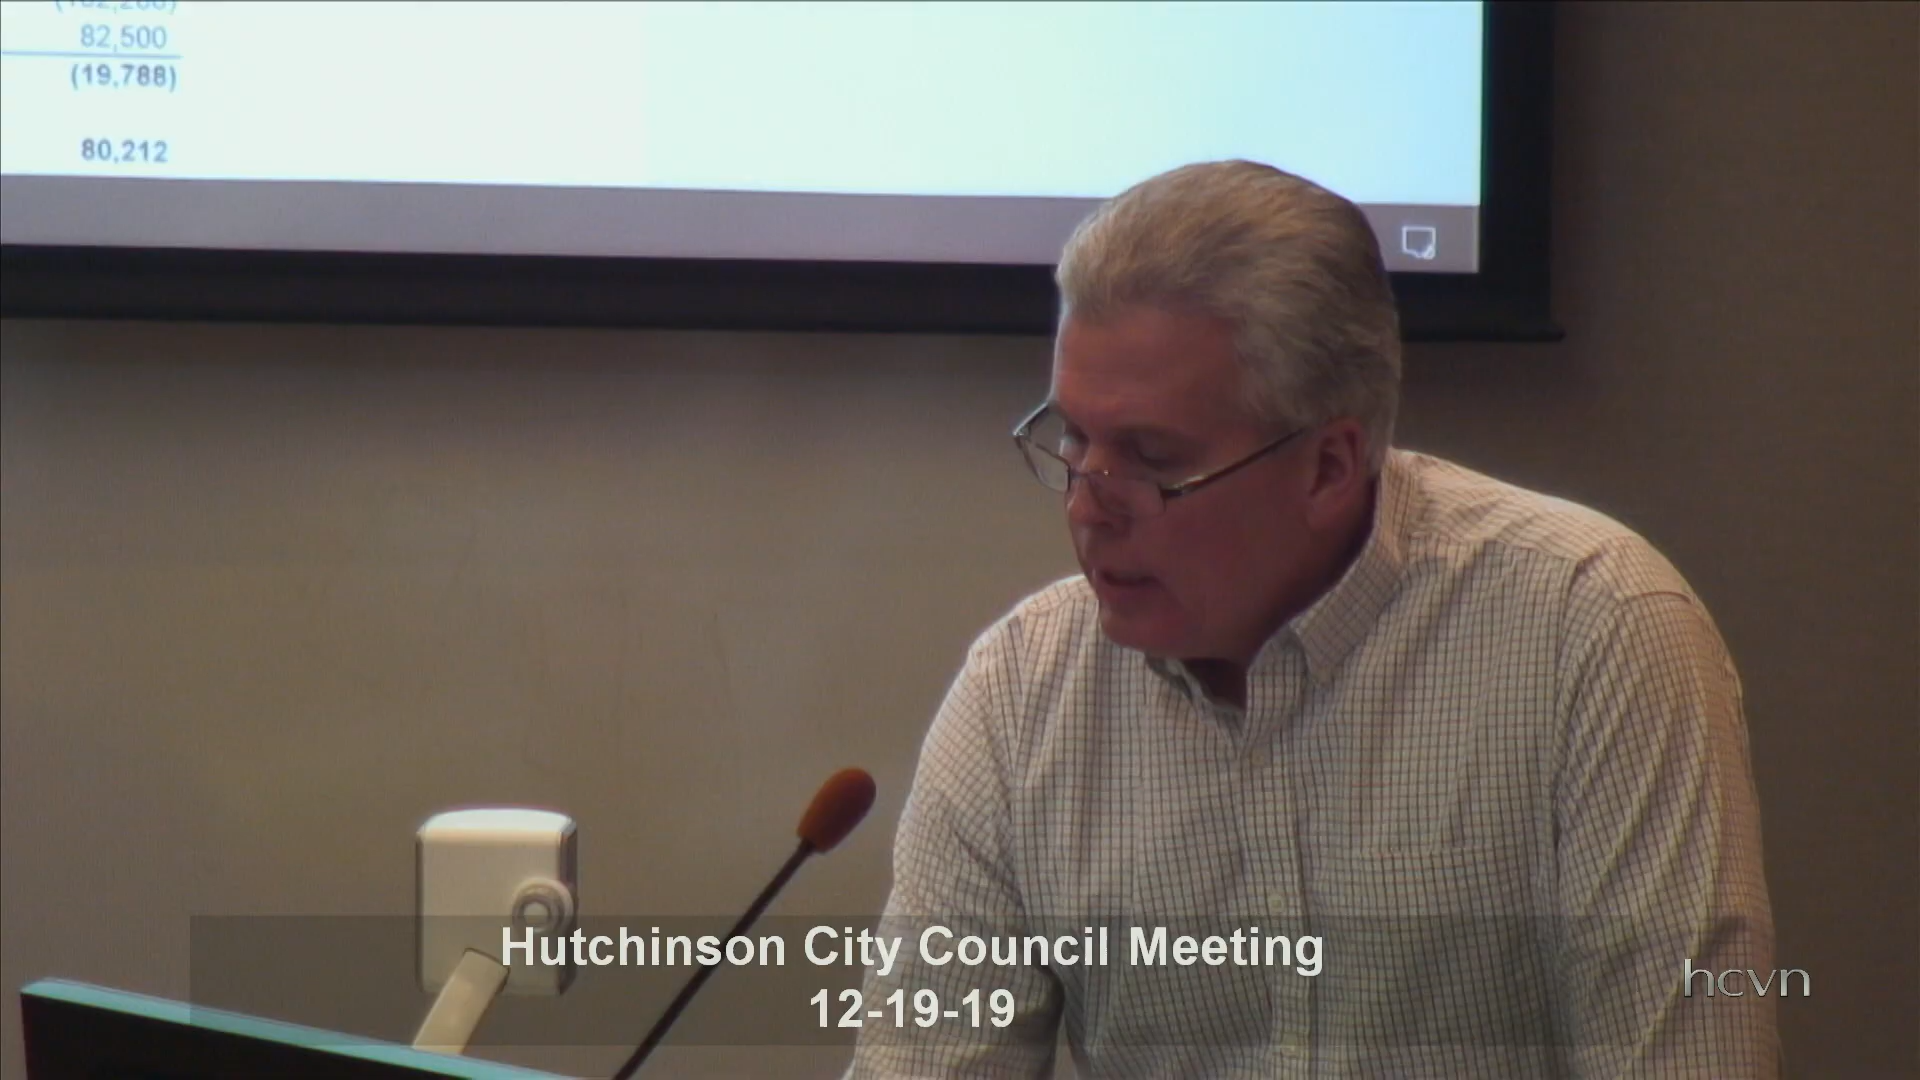 82,500
(19,788)
80,212
Hutchinson City Council Meeting
12-19-19
hcvn